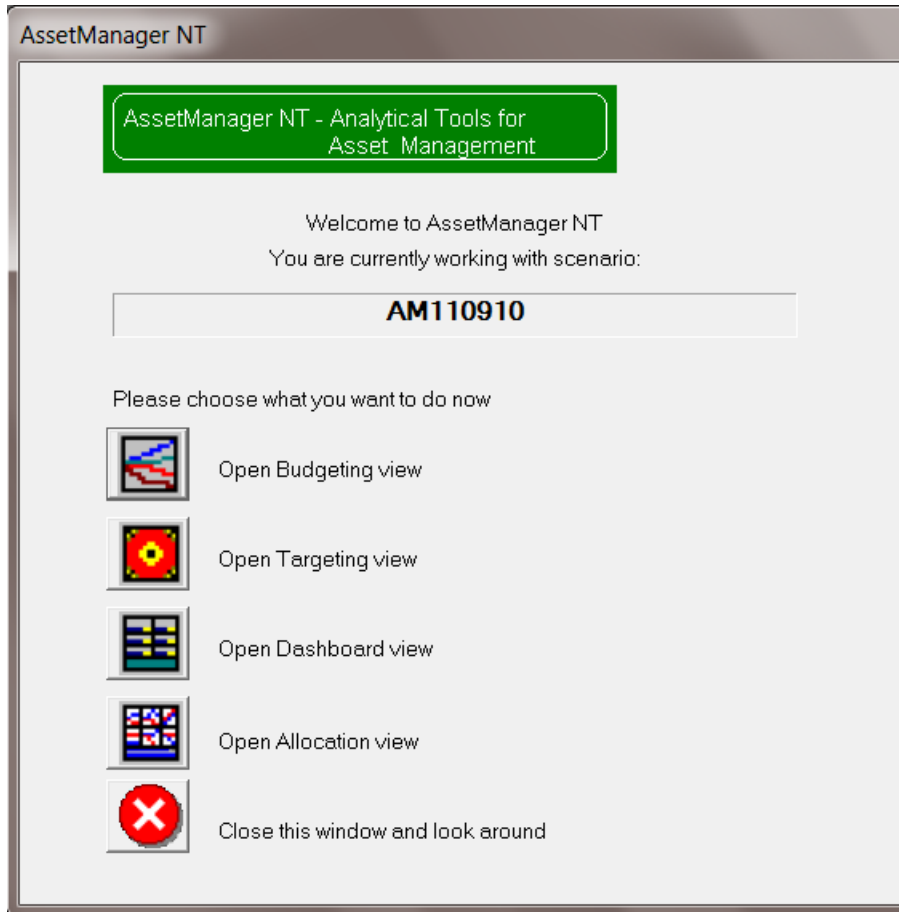 AssetManager NT
AssetManager NT - Analytical Tools for
Asset Management
Welcome to AssetManager NT
You are currently working with scenario:
AM110910
Please choose what you want to do now
Open Budgeting view
Open Targeting view
Open Dashboard view
Open Allocation view
Close this window and look around